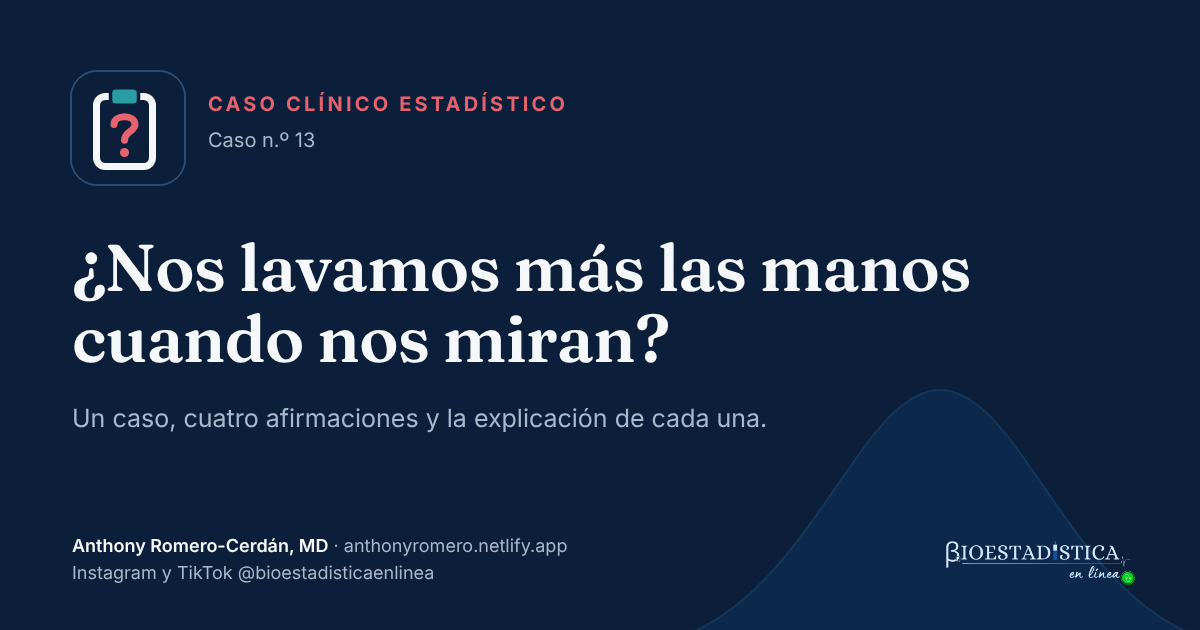 CASO CLÍNICO ESTADÍSTICO
Caso n.º 13
¿Nos lavamos más las manos
cuando nos miran?
Un caso, cuatro afirmaciones y la explicación de cada una.
Anthony Romero-Cerdán, MD · anthonyromero.netlify.app
Instagram y TikTok @bioestadisticaenlinea
βIOESTADÍSTICA
en línea